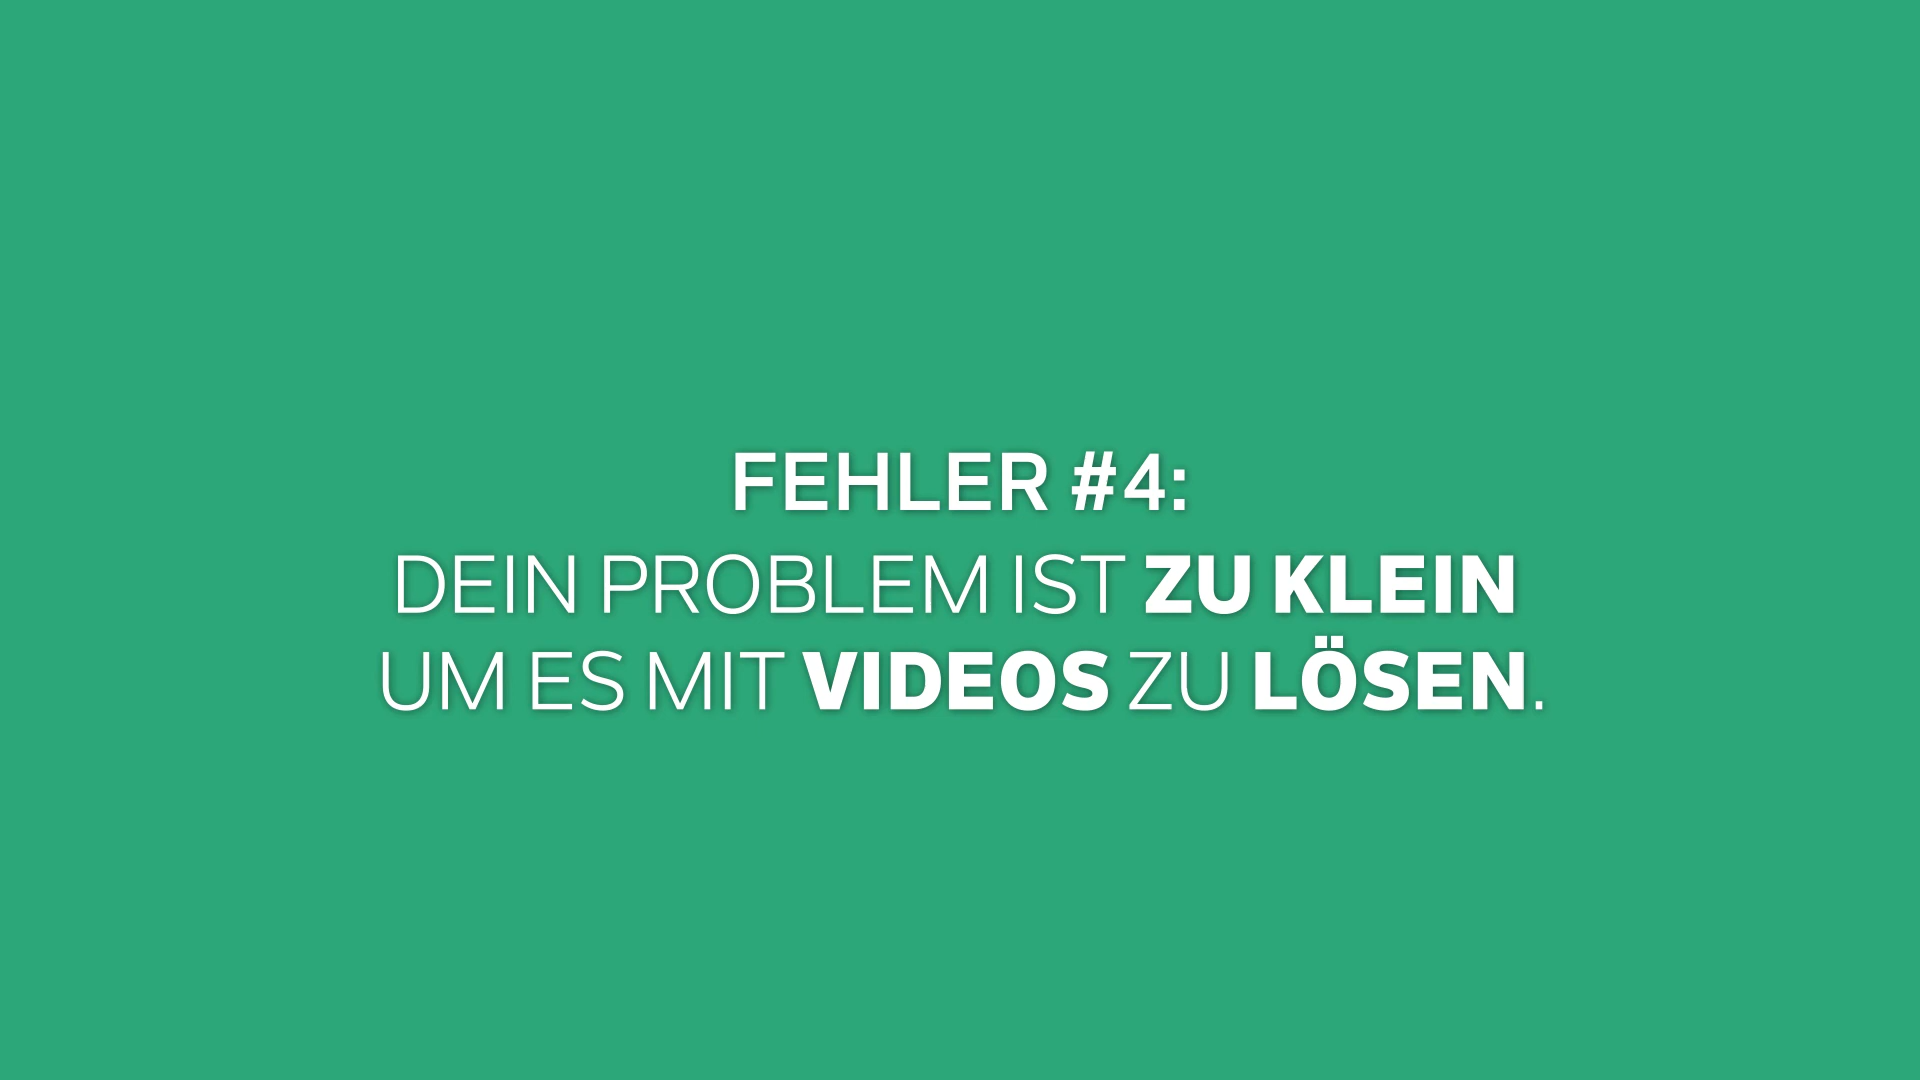 FEHLER #4:
DEIN PROBLEM IST ZU KLEIN
UM ES MIT VIDEOS ZU LÖSEN.